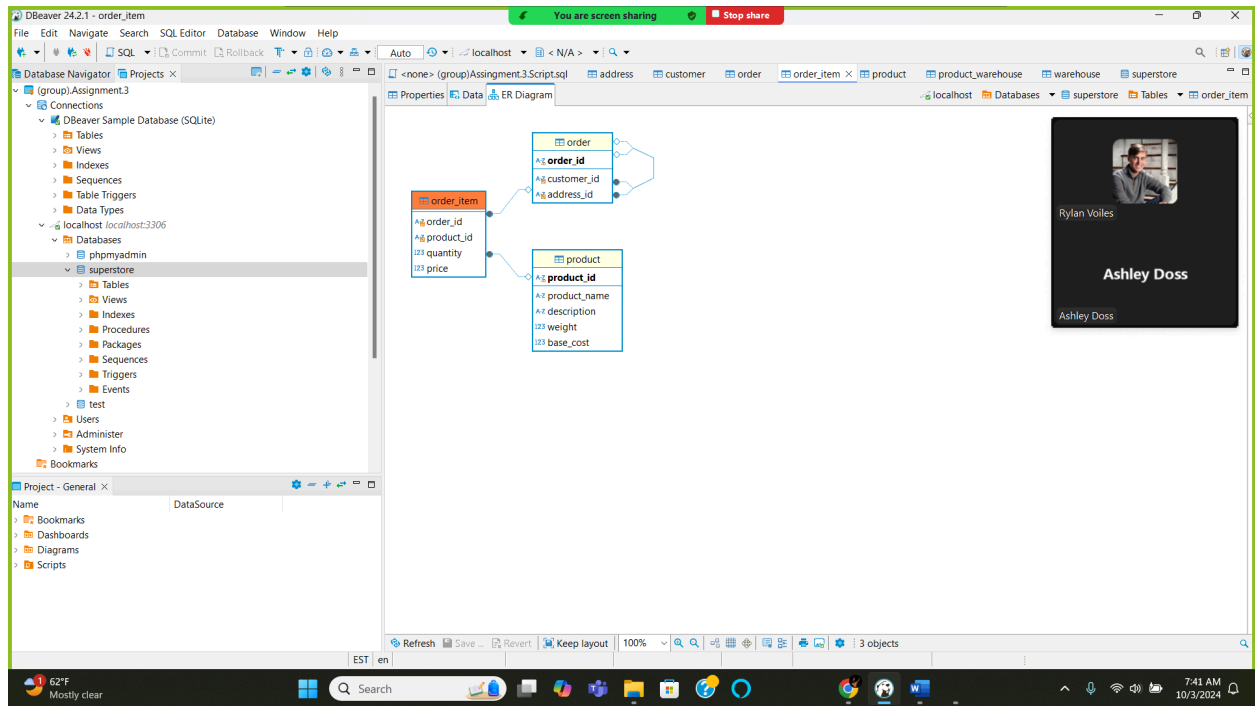 DBeaver 24.2.1 - order_item
You are screen sharing
Stop share
File Edit Navigate Search SQL Editor Database Window Help
SQL Commit Rollback Auto localhost < N/A >
Database Navigator Projects
<none> (group)Assingment.3.Script.sql address customer order order_item product product_warehouse warehouse superstore
(group).Assignment.3
Connections
DBeaver Sample Database (SQLite)
Tables
Views
Indexes
Sequences
Table Triggers
Data Types
localhost localhost:3306
Databases
phpmyadmin
superstore
Tables
Views
Indexes
Procedures
Packages
Sequences
Triggers
Events
test
Users
Administer
System Info
Bookmarks
Project - General
Name DataSource
Bookmarks
Dashboards
Diagrams
Scripts
Properties Data ER Diagram
localhost Databases superstore Tables order_item
order
A-Z order_id
A-Z customer_id
A-Z address_id
order_item
A-Z order_id
A-Z product_id
123 quantity
123 price
product
A-Z product_id
A-Z product_name
A-Z description
123 weight
123 base_cost
Rylan Voiles
Ashley Doss
Ashley Doss
Refresh Save ... Revert Keep layout 100% 3 objects
EST en
1
62°F
Mostly clear
Search
7:41 AM
10/3/2024